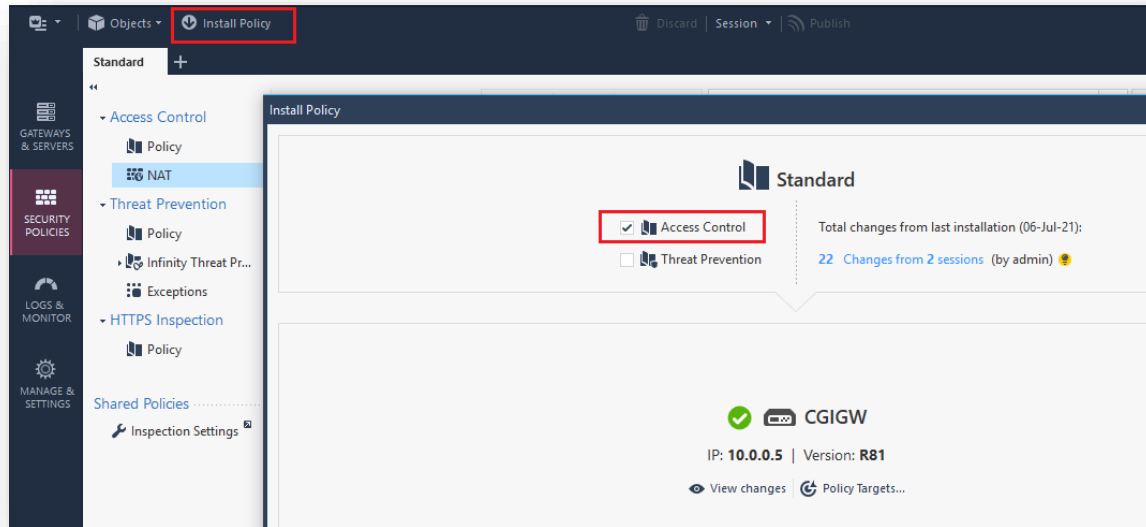 Objects
Install Policy
Discard
Session
Publish
Standard
GATEWAYS
& SERVERS
SECURITY
POLICIES
LOGS &
MONITOR
MANAGE &
SETTINGS
Access Control
Policy
NAT
Threat Prevention
Policy
Infinity Threat Pr...
Exceptions
HTTPS Inspection
Policy
Shared Policies
Inspection Settings
Install Policy
Standard
Access Control
Threat Prevention
Total changes from last installation (06-Jul-21):
22 Changes from 2 sessions (by admin)
CGIGW
IP: 10.0.0.5 | Version: R81
View changes
Policy Targets...